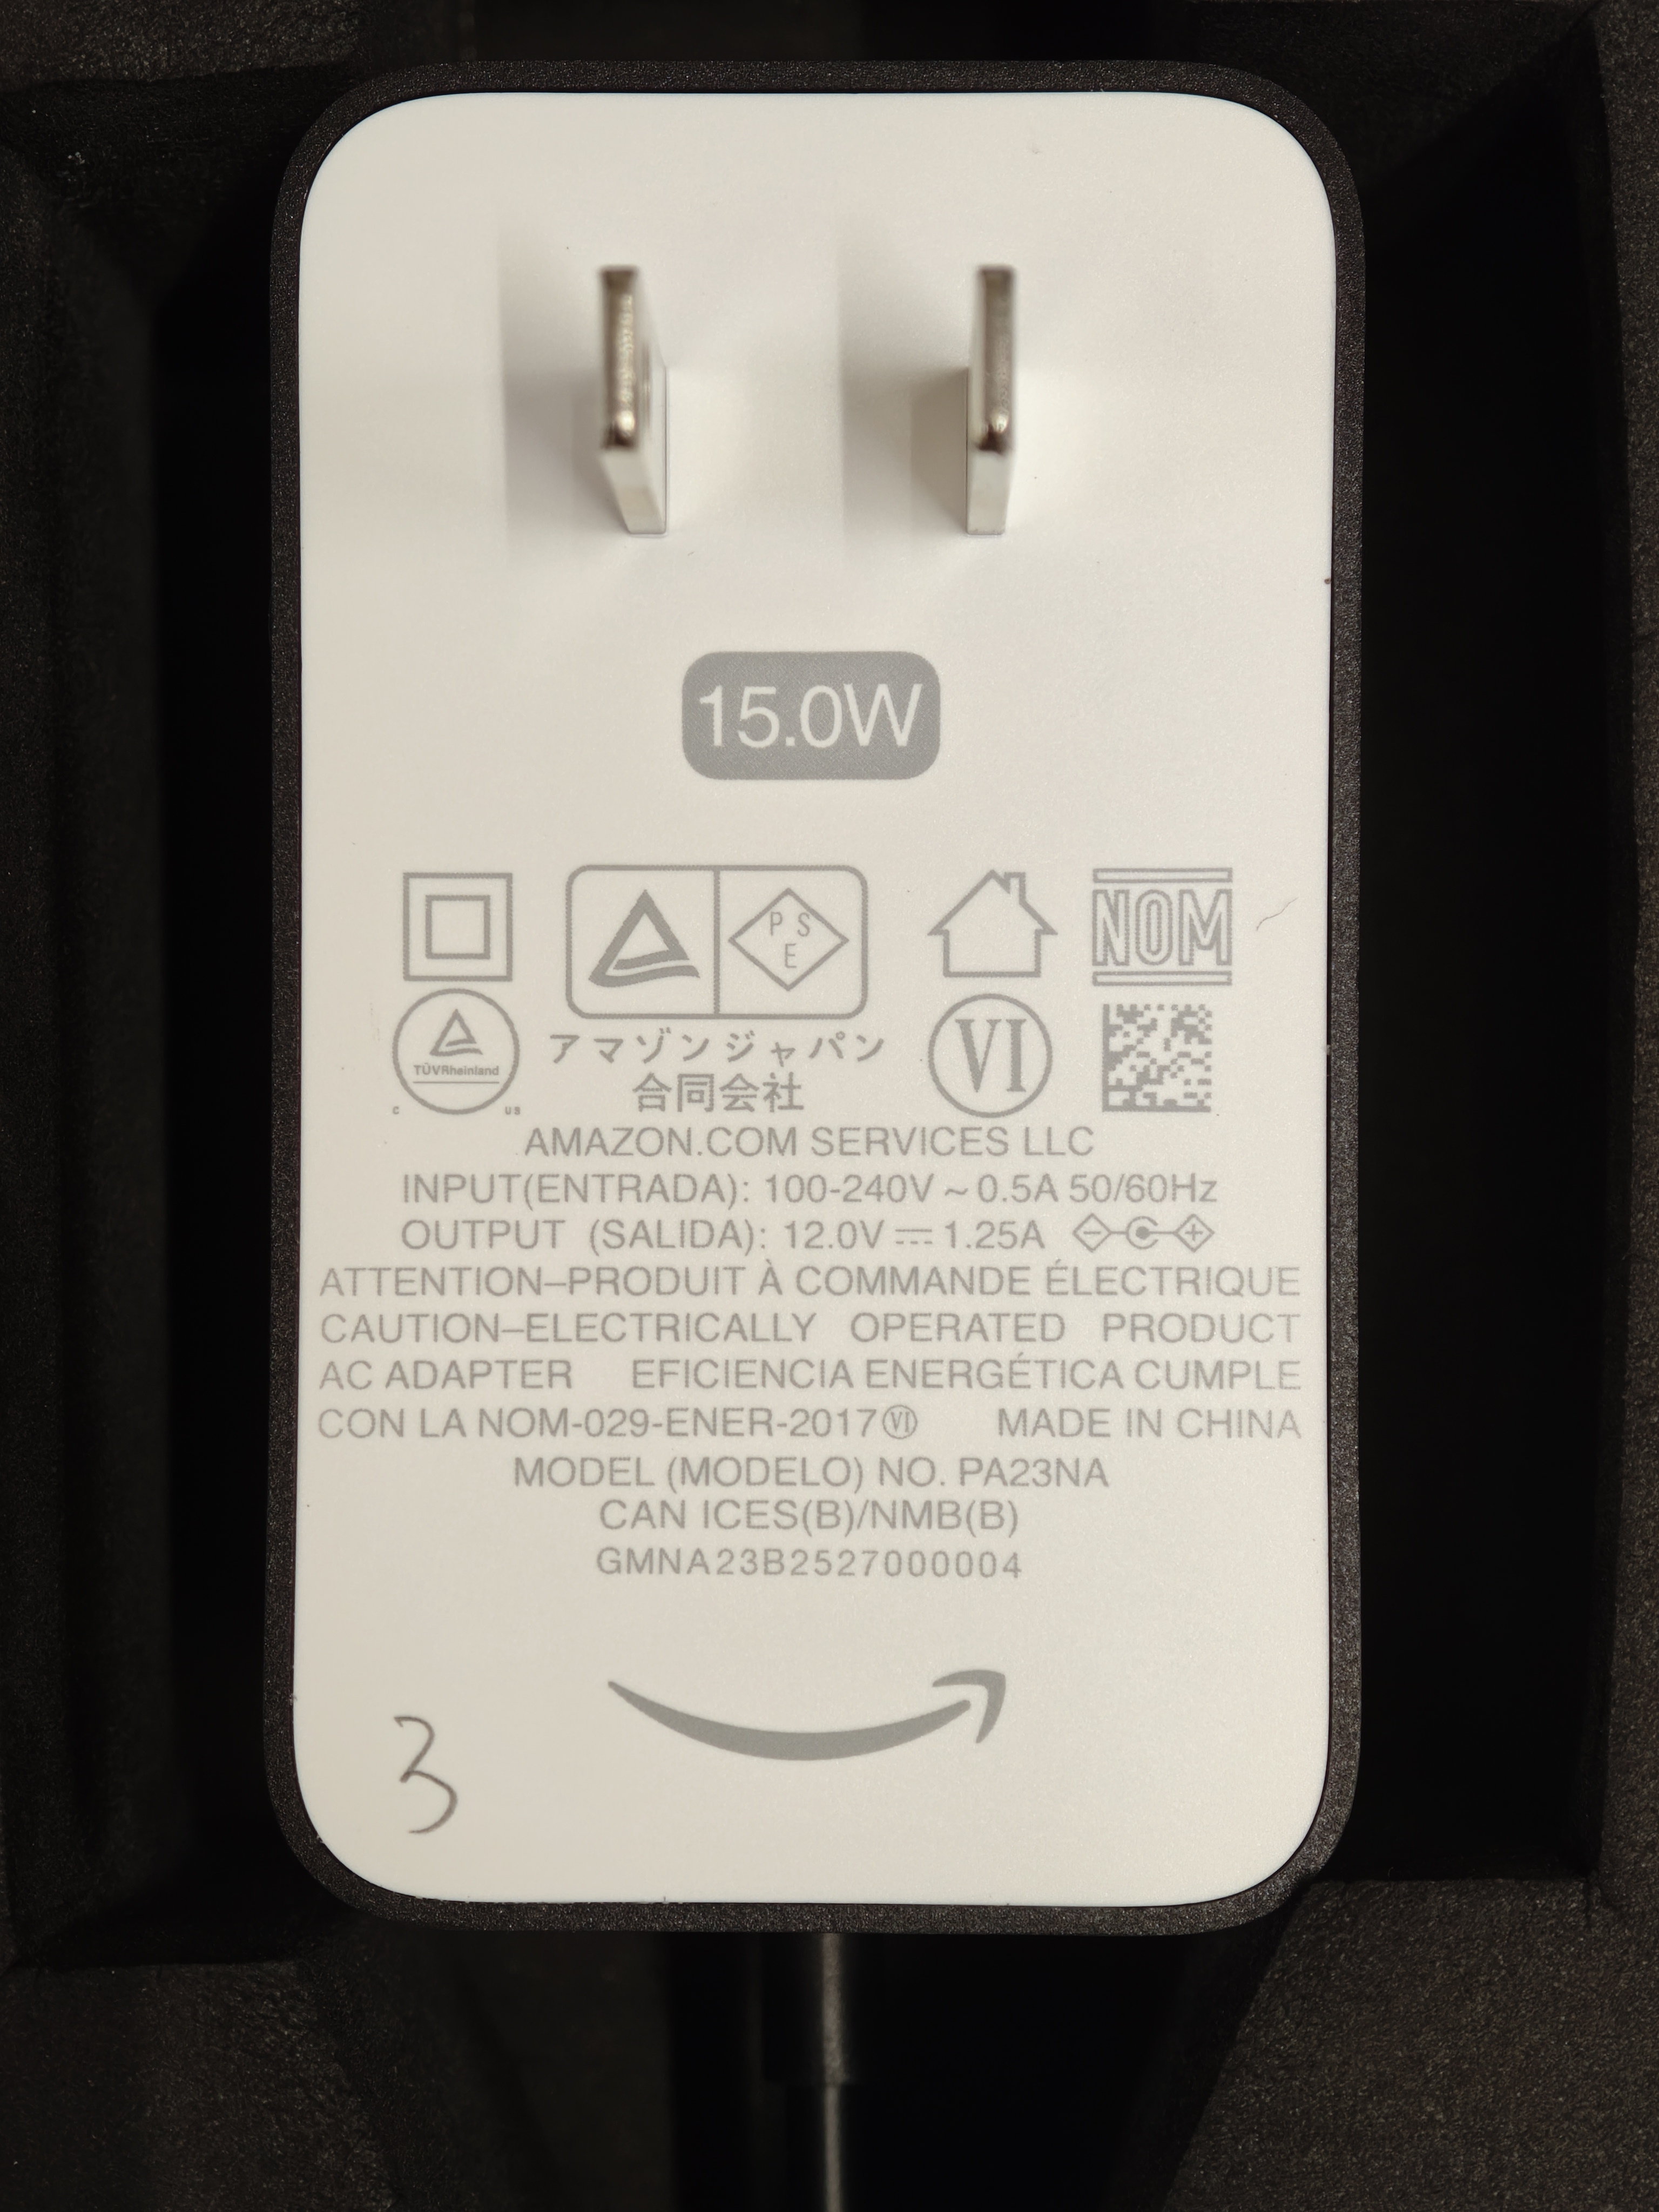 15.0W
P S
E
NOM
TÜVRheinland
C US
アマゾンジャパン
合同会社
VI
AMAZON.COM SERVICES LLC
INPUT(ENTRADA): 100-240V ~ 0.5A 50/60Hz
OUTPUT (SALIDA): 12.0V ⎓ 1.25A
ATTENTION–PRODUIT À COMMANDE ÉLECTRIQUE
CAUTION–ELECTRICALLY OPERATED PRODUCT
AC ADAPTER EFICIENCIA ENERGÉTICA CUMPLE
CON LA NOM-029-ENER-2017 VI MADE IN CHINA
MODEL (MODELO) NO. PA23NA
CAN ICES(B)/NMB(B)
GMNA23B2527000004
3